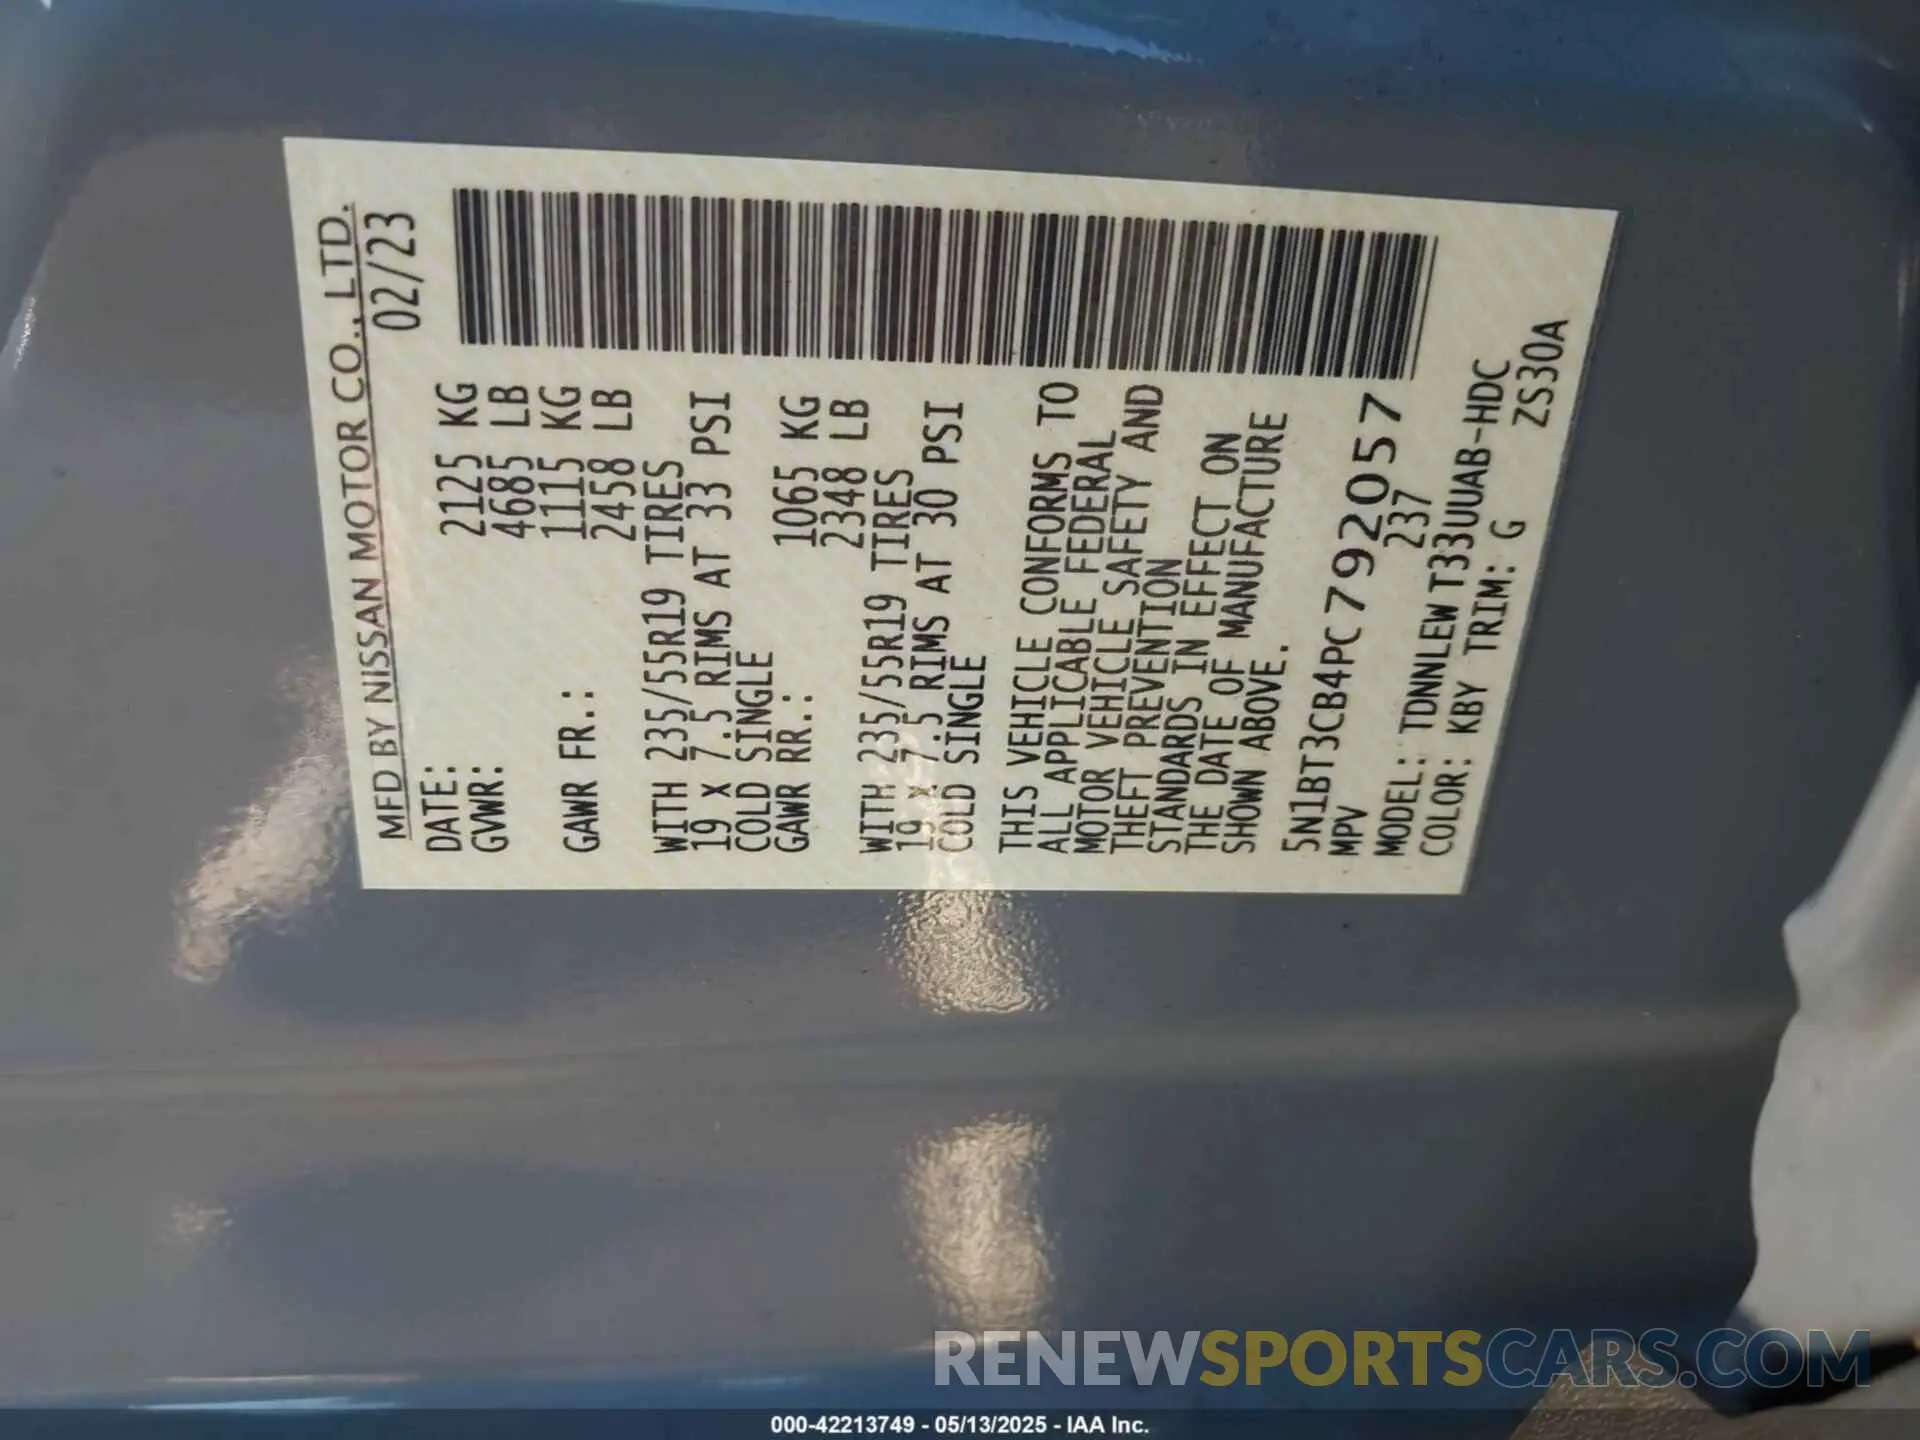 MFD BY NISSAN MOTOR CO., LTD.
DATE: 02/23
GVWR: 2125 KG
4685 LB
GAWR FR.: 1115 KG
2458 LB
WITH 235/55R19 TIRES
19 X 7.5 RIMS AT 33 PSI
COLD SINGLE
GAWR RR.: 1065 KG
2348 LB
WITH 235/55R19 TIRES
19 X 7.5 RIMS AT 30 PSI
COLD SINGLE
THIS VEHICLE CONFORMS TO
ALL APPLICABLE FEDERAL
MOTOR VEHICLE SAFETY AND
THEFT PREVENTION
STANDARDS IN EFFECT ON
THE DATE OF MANUFACTURE
SHOWN ABOVE.
5N1BT3CB4PC792057
MPV 237
MODEL: TDNNLEW T33UUAB-HDC
COLOR: KBY TRIM: G ZS30A
RENEWSPORTSCARS.COM
000-42213749 - 05/13/2025 - IAA Inc.